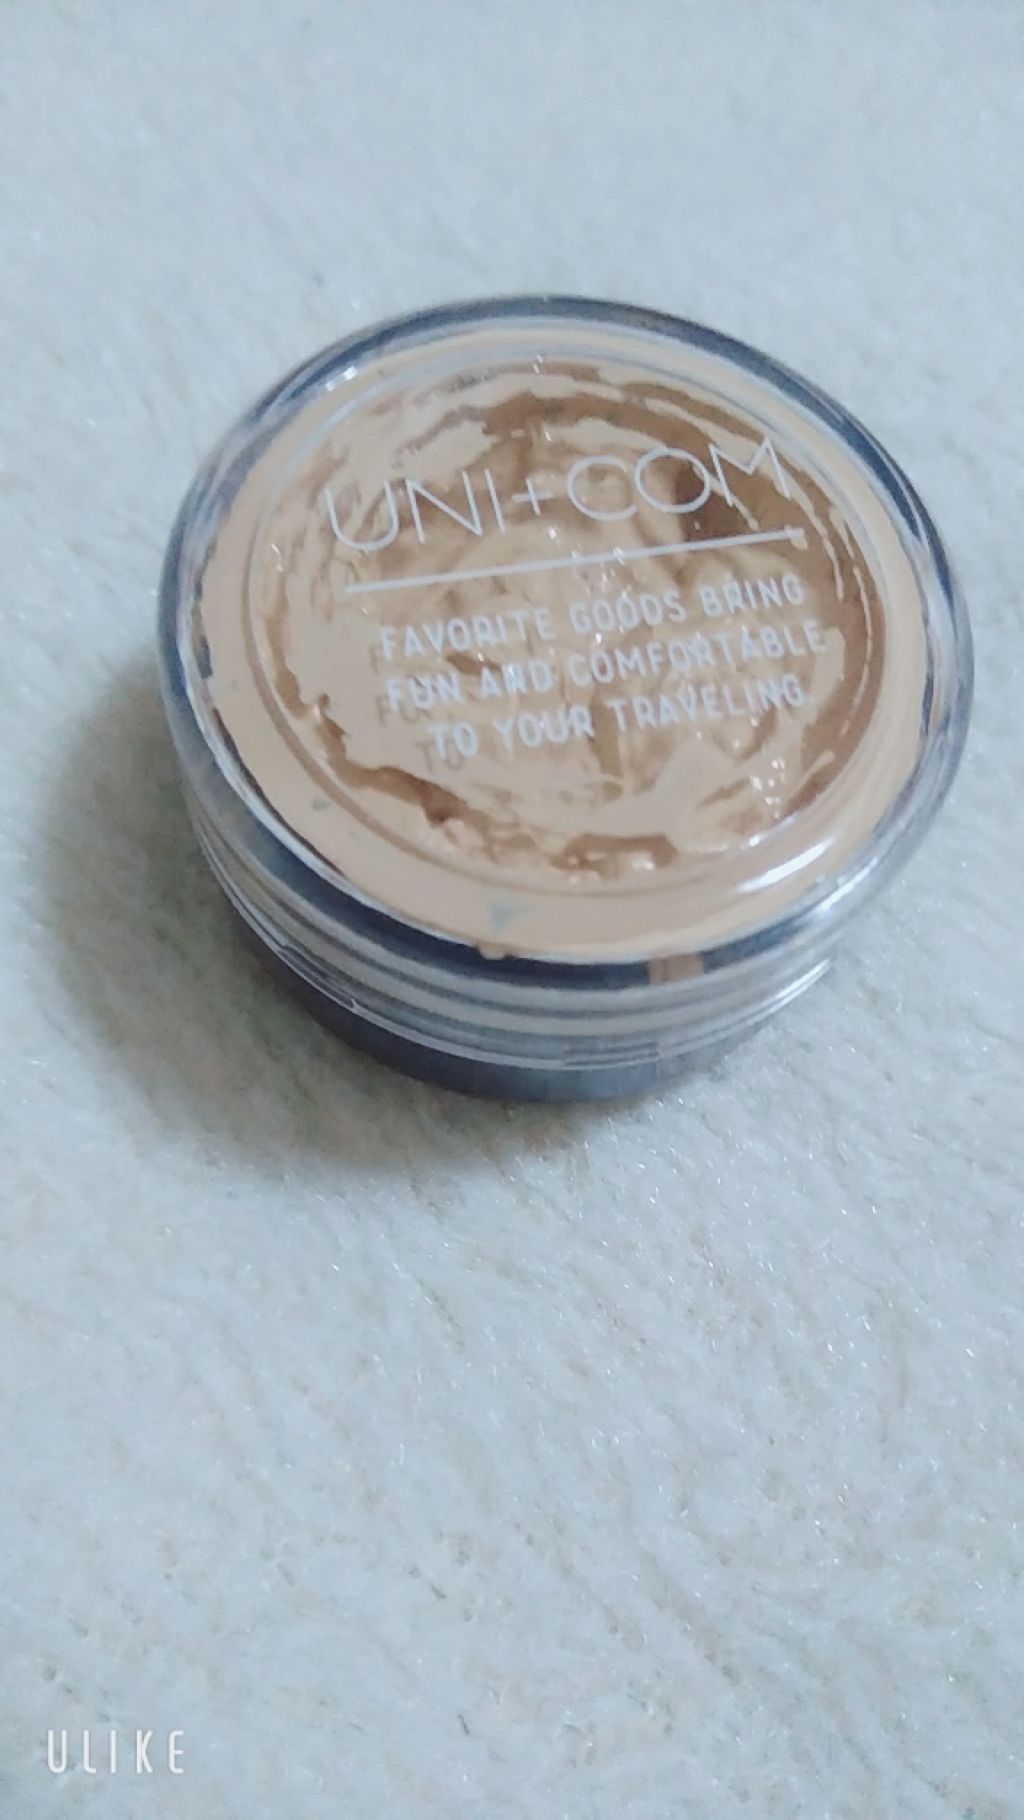 UNI+COM
FAVORITE GOODS BRING
FUN AND COMFORTABLE
TO YOUR TRAVELING.
ULIKE